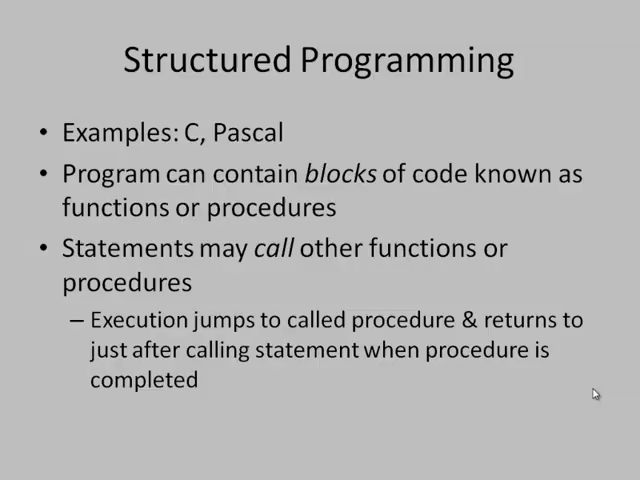 Structured Programming
• Examples: C, Pascal
• Program can contain blocks of code known as
functions or procedures
• Statements may call other functions or
procedures
– Execution jumps to called procedure & returns to
just after calling statement when procedure is
completed